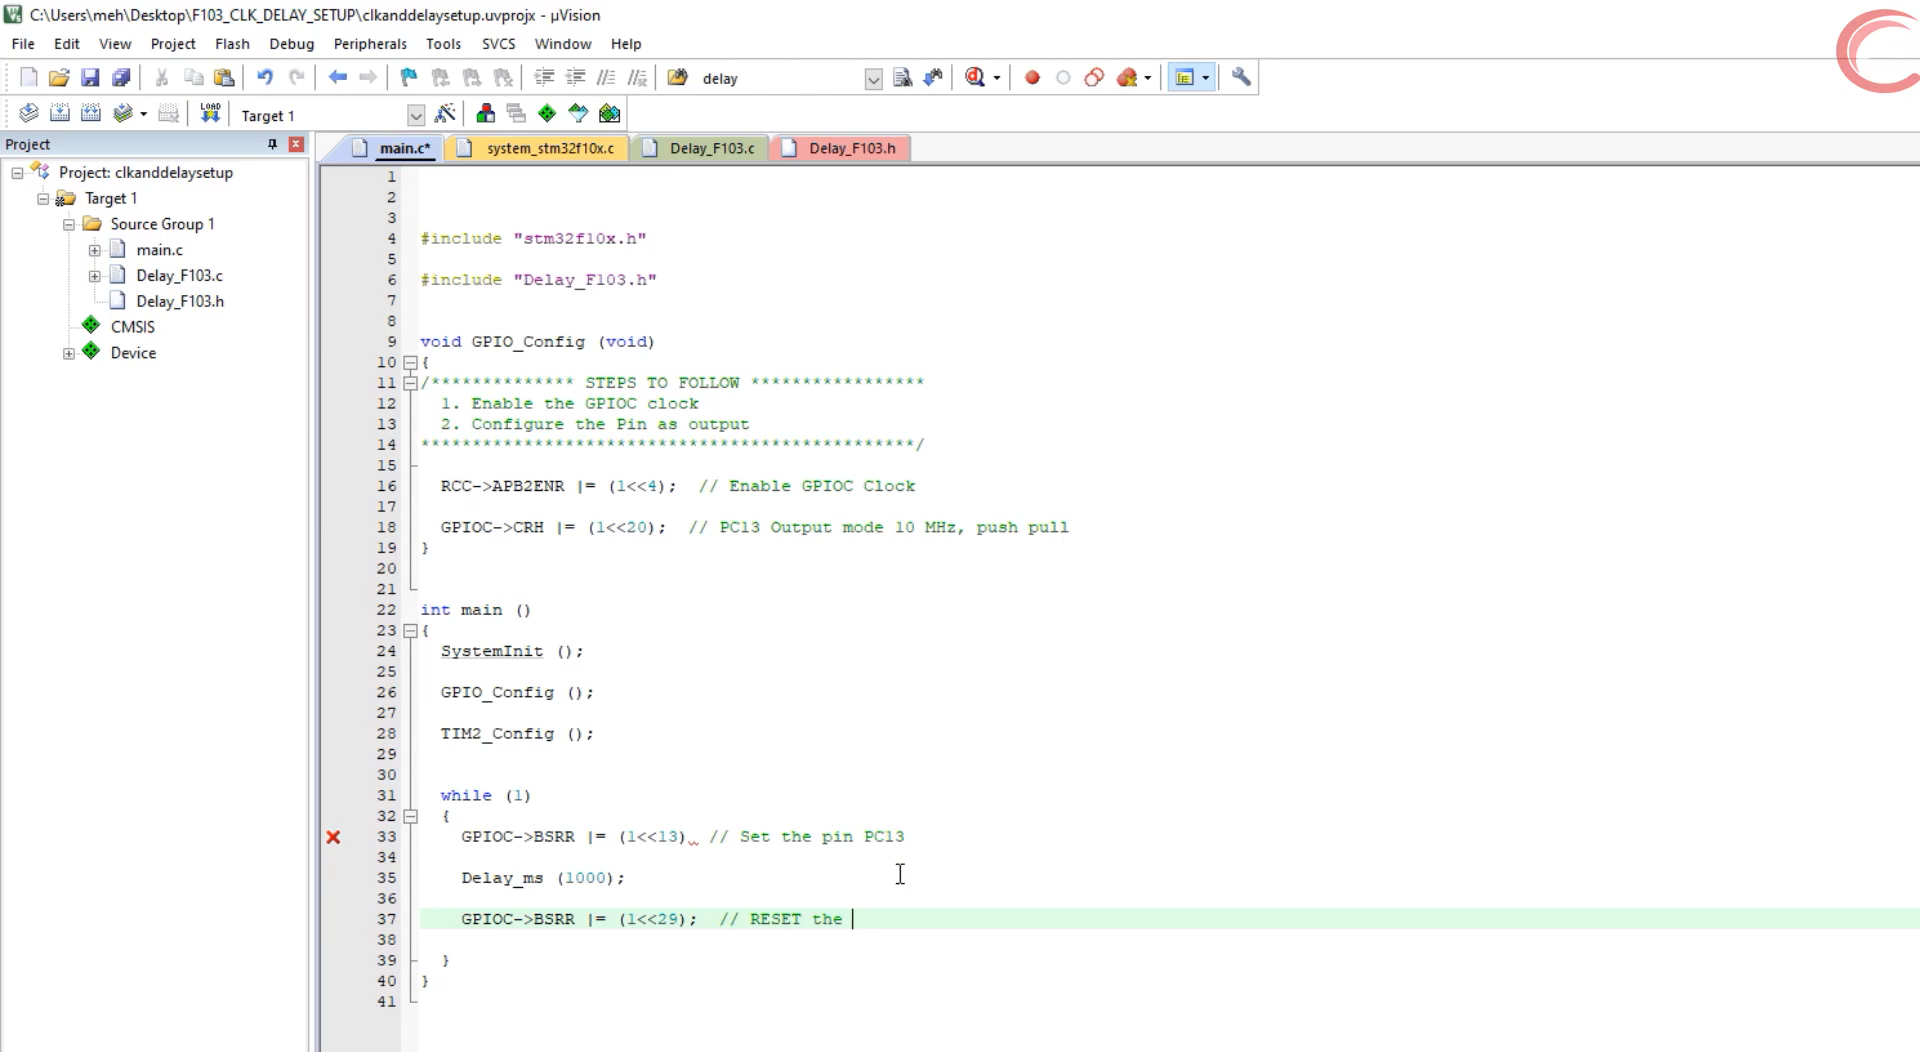 C:\Users\meh\Desktop\F103_CLK_DELAY_SETUP\clkanddelaysetup.uvprojx - µVision
File Edit View Project Flash Debug Peripherals Tools SVCS Window Help
delay
LOAD Target 1
Project
main.c* system_stm32f10x.c Delay_F103.c Delay_F103.h
Project: clkanddelaysetup
Target 1
Source Group 1
main.c
Delay_F103.c
Delay_F103.h
CMSIS
Device
1
2
3
4 #include "stm32f10x.h"
5
6 #include "Delay_F103.h"
7
8
9 void GPIO_Config (void)
10 {
11 /************** STEPS TO FOLLOW *****************
12 1. Enable the GPIOC clock
13 2. Configure the Pin as output
14 ************************************************/
15
16 RCC->APB2ENR |= (1<<4);  // Enable GPIOC Clock
17
18 GPIOC->CRH |= (1<<20);  // PC13 Output mode 10 MHz, push pull
19 }
20
21
22 int main ()
23 {
24 SystemInit ();
25
26 GPIO_Config ();
27
28 TIM2_Config ();
29
30
31 while (1)
32 {
33 GPIOC->BSRR |= (1<<13)  // Set the pin PC13
34
35 Delay_ms (1000);
36
37 GPIOC->BSRR |= (1<<29);  // RESET the
38
39 }
40 }
41